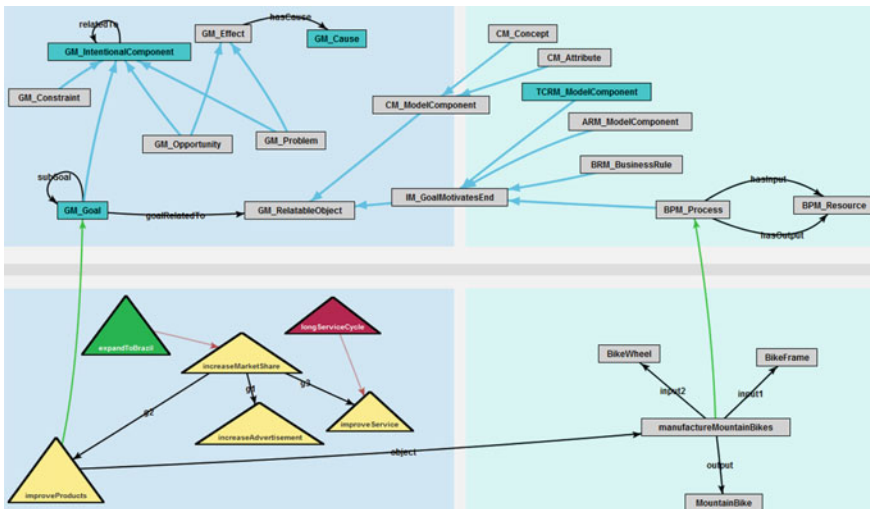 relatedTo
hasCause
GM_Effect
GM_Cause
GM_IntentionalComponent
GM_Constraint
GM_Opportunity
GM_Problem
subGoal
GM_Goal
goalRelatedTo
GM_RelatableObject
CM_Concept
CM_Attribute
CM_ModelComponent
TCRM_ModelComponent
ARM_ModelComponent
BRM_BusinessRule
IM_GoalMotivatesEnd
BPM_Process
hasInput
BPM_Resource
hasOutput
expandToBrazil
longServiceCycle
increaseMarketShare
g1
g3
g2
increaseAdvertisement
improveService
improveProducts
object
BikeWheel
BikeFrame
input2
input1
manufactureMountainBikes
output
MountainBike